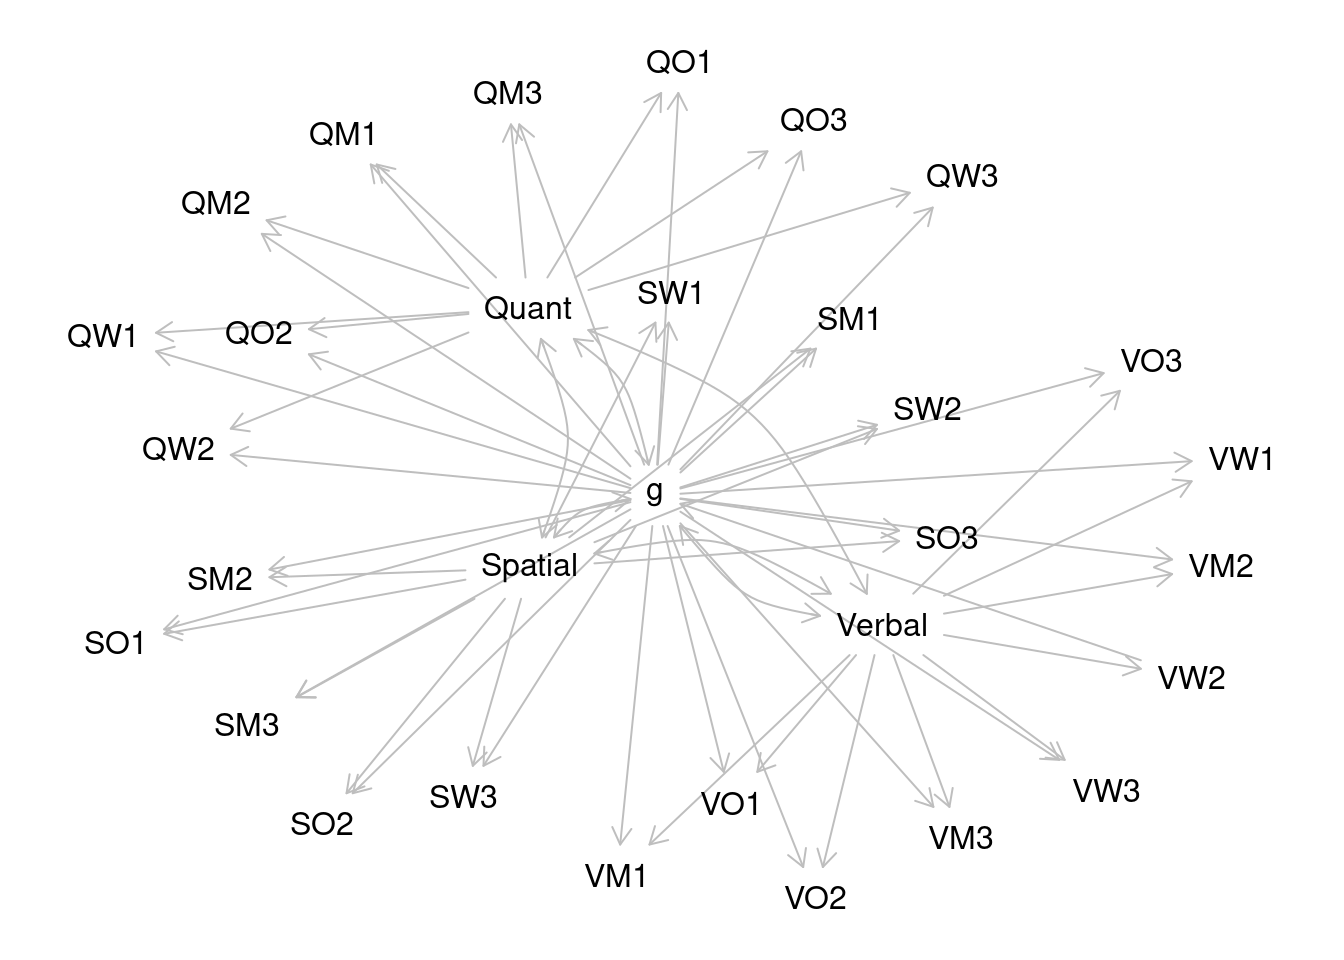 QO1
QM3
QO3
QM1
QW3
QM2
SW1
Quant
SM1
QO2
QW1
VO3
SW2
QW2
VW1
g
SO3
Spatial
VM2
SM2
Verbal
SO1
VW2
SM3
VW3
SW3
VO1
SO2
VM3
VM1
VO2